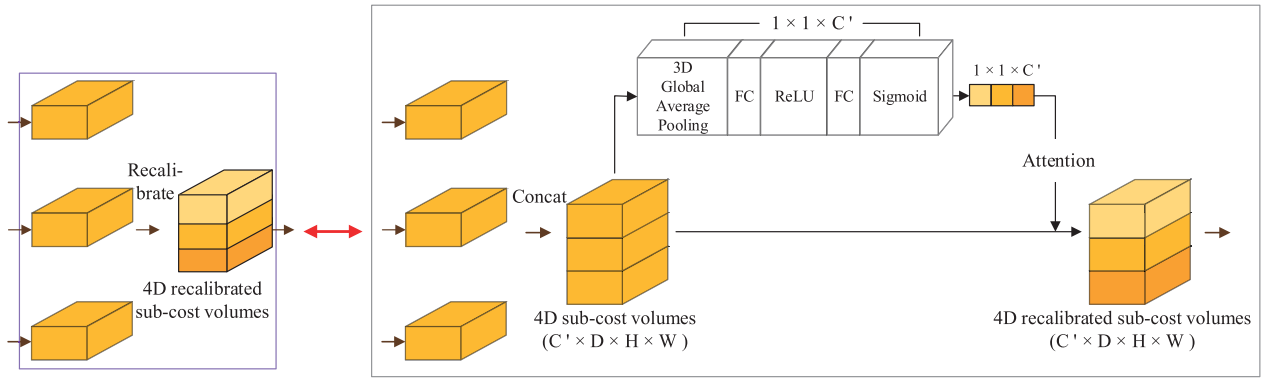 Recali-
brate
4D recalibrated
sub-cost volumes
Concat
4D sub-cost volumes
(C ' × D × H × W )
1 × 1 × C '
3D
Global
Average
Pooling
FC
ReLU
FC
Sigmoid
1 × 1 × C '
Attention
4D recalibrated sub-cost volumes
(C ' × D × H × W )